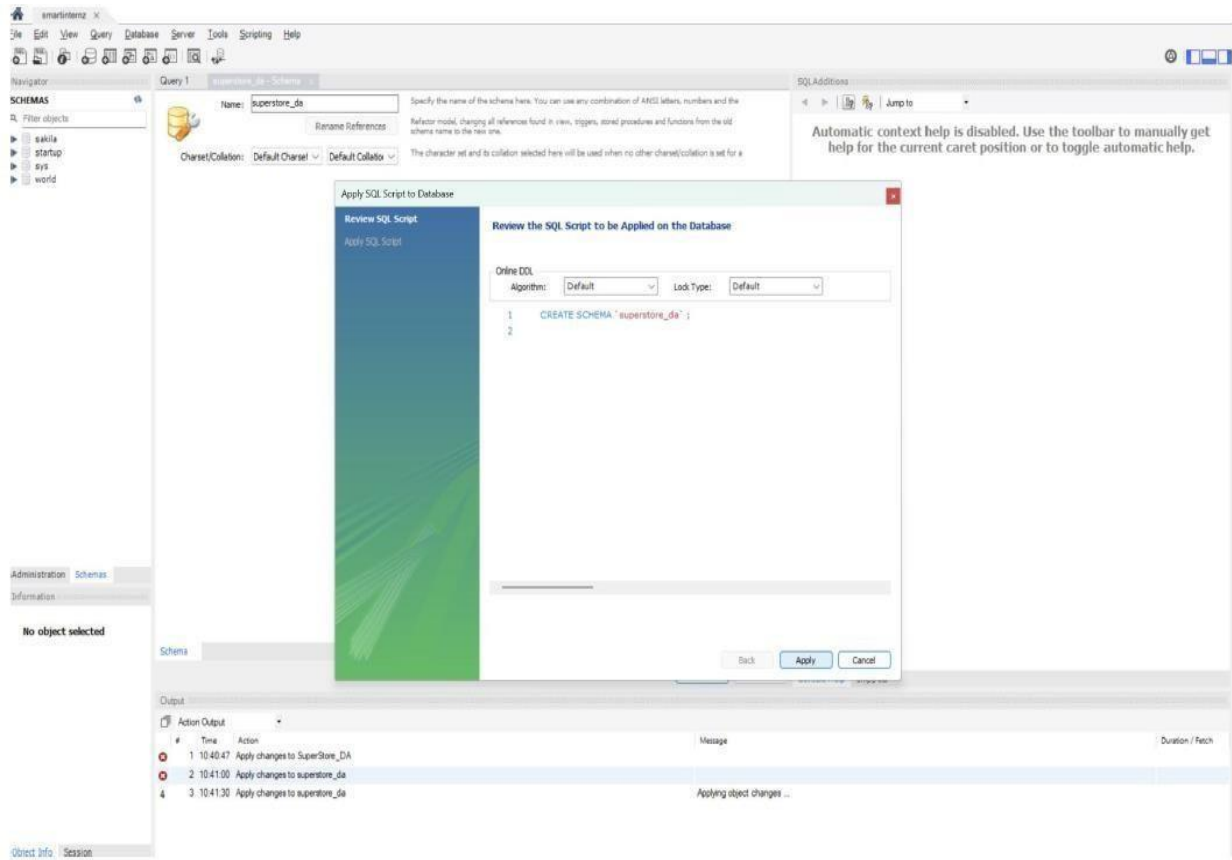 smartinternz ×
File Edit View Query Database Server Tools Scripting Help
Navigator
SCHEMAS
Filter objects
sakila
startup
sys
world
Administration Schemas
Information
No object selected
Object Info Session
Query 1 superstore_da - Schema ×
Name: superstore_da
Specify the name of the schema here. You can use any combination of ANSI letters, numbers and the
Rename References
Refactor model, changing all references found in view, triggers, stored procedures and functions from the old
schema name to the new one.
Charset/Collation: Default Charset Default Collatio
The character set and its collation selected here will be used when no other charset/collation is set for a
Schema
SQLAdditions
Jump to
Automatic context help is disabled. Use the toolbar to manually get
help for the current caret position or to toggle automatic help.
Apply SQL Script to Database
Review SQL Script
Apply SQL Script
Review the SQL Script to be Applied on the Database
Online DDL
Algorithm: Default Lock Type: Default
1 CREATE SCHEMA `superstore_da` ;
2
Back Apply Cancel
Output
Action Output
# Time Action Message Duration / Fetch
1 10:40:47 Apply changes to SuperStore_DA
2 10:41:00 Apply changes to superstore_da
4 3 10:41:30 Apply changes to superstore_da Applying object changes ...